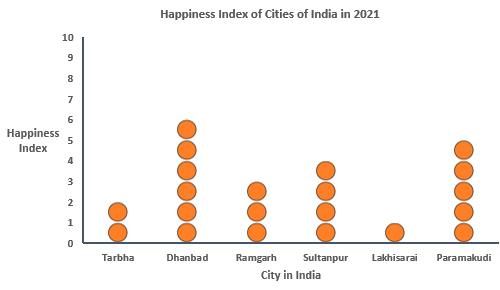 Happiness Index of Cities of India in 2021
10
9
8
7
6
5
4
3
2
1
0
Happiness
Index
Tarbha Dhanbad Ramgarh Sultanpur Lakhisarai Paramakudi
City in India